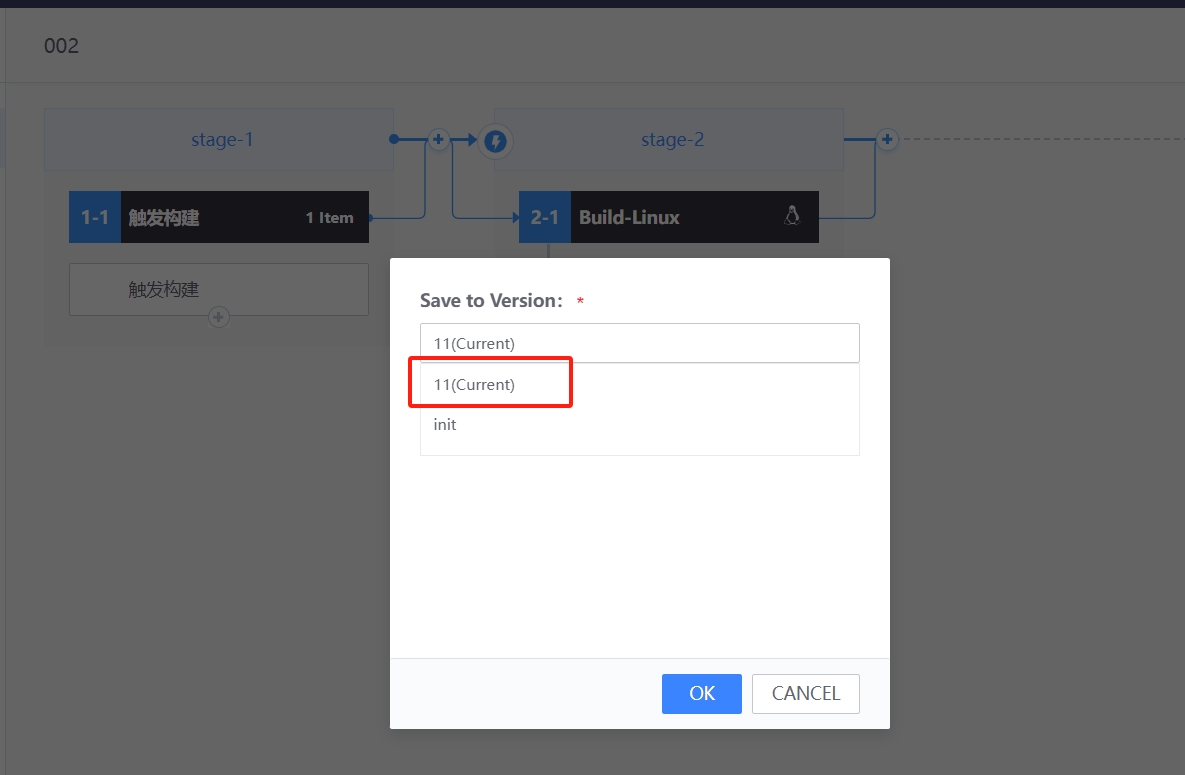 002
stage-1
stage-2
1-1 触发构建 1 Item
2-1 Build-Linux
触发构建
Save to Version： *
11(Current)
11(Current)
init
OK CANCEL